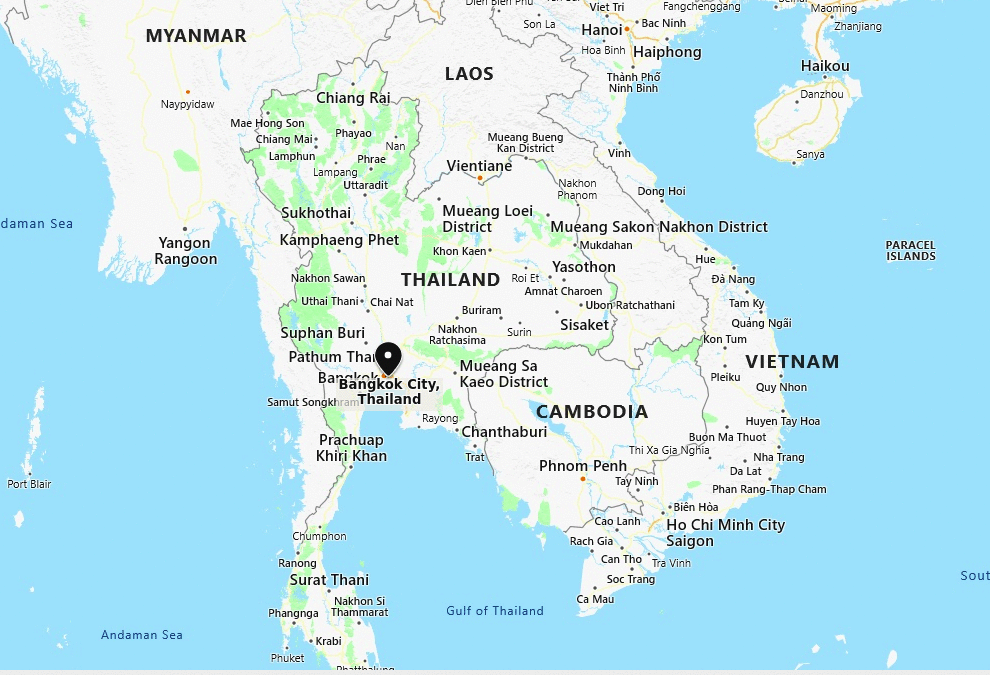 Dien Bien Phu
Viet Tri
Fangchenggang
Maoming
Zhanjiang
Son La
Hanoi
Bac Ninh
MYANMAR
Hoa Binh
Haiphong
LAOS
Haikou
Thành Phố
Ninh Binh
Naypyidaw
Chiang Rai
Danzhou
Mae Hong Son
Chiang Mai
Phayao
Nan
Mueang Bueng
Kan District
Lamphun
Phrae
Lampang
Vinh
Sanya
Vientiane
Uttaradit
Nakhon
Phanom
Dong Hoi
Sukhothai
Mueang Loei
District
Mueang Sakon Nakhon District
daman Sea
Yangon
Rangoon
Kamphaeng Phet
Khon Kaen
Mukdahan
PARACEL
ISLANDS
Hue
Nakhon Sawan
THAILAND
Roi Et
Yasothon
Đà Nang
Amnat Charoen
Uthai Thani
Chai Nat
Ubon Ratchathani
Tam Ky
Buriram
Quảng Ngãi
Suphan Buri
Nakhon
Ratchasima
Surin
Sisaket
Kon Tum
Pathum Than
VIETNAM
Bangkok
Mueang Sa
Kaeo District
Pleiku
Quy Nhon
Bangkok City,
Thailand
Samut Songkhram
CAMBODIA
Rayong
Chanthaburi
Huyen Tay Hoa
Buon Ma Thuot
Prachuap
Khiri Khan
Trat
Thi Xa Gia Nghia
Nha Trang
Phnom Penh
Da Lat
Port Blair
Tay Ninh
Phan Rang-Thap Cham
Biên Hòa
Cao Lanh
Ho Chi Minh City
Saigon
Chumphon
Rach Gia
Ranong
Can Tho
Tra Vinh
Surat Thani
Soc Trang
Sout
Ca Mau
Nakhon Si
Thammarat
Phangnga
Gulf of Thailand
Andaman Sea
Krabi
Phuket
Phatthalung